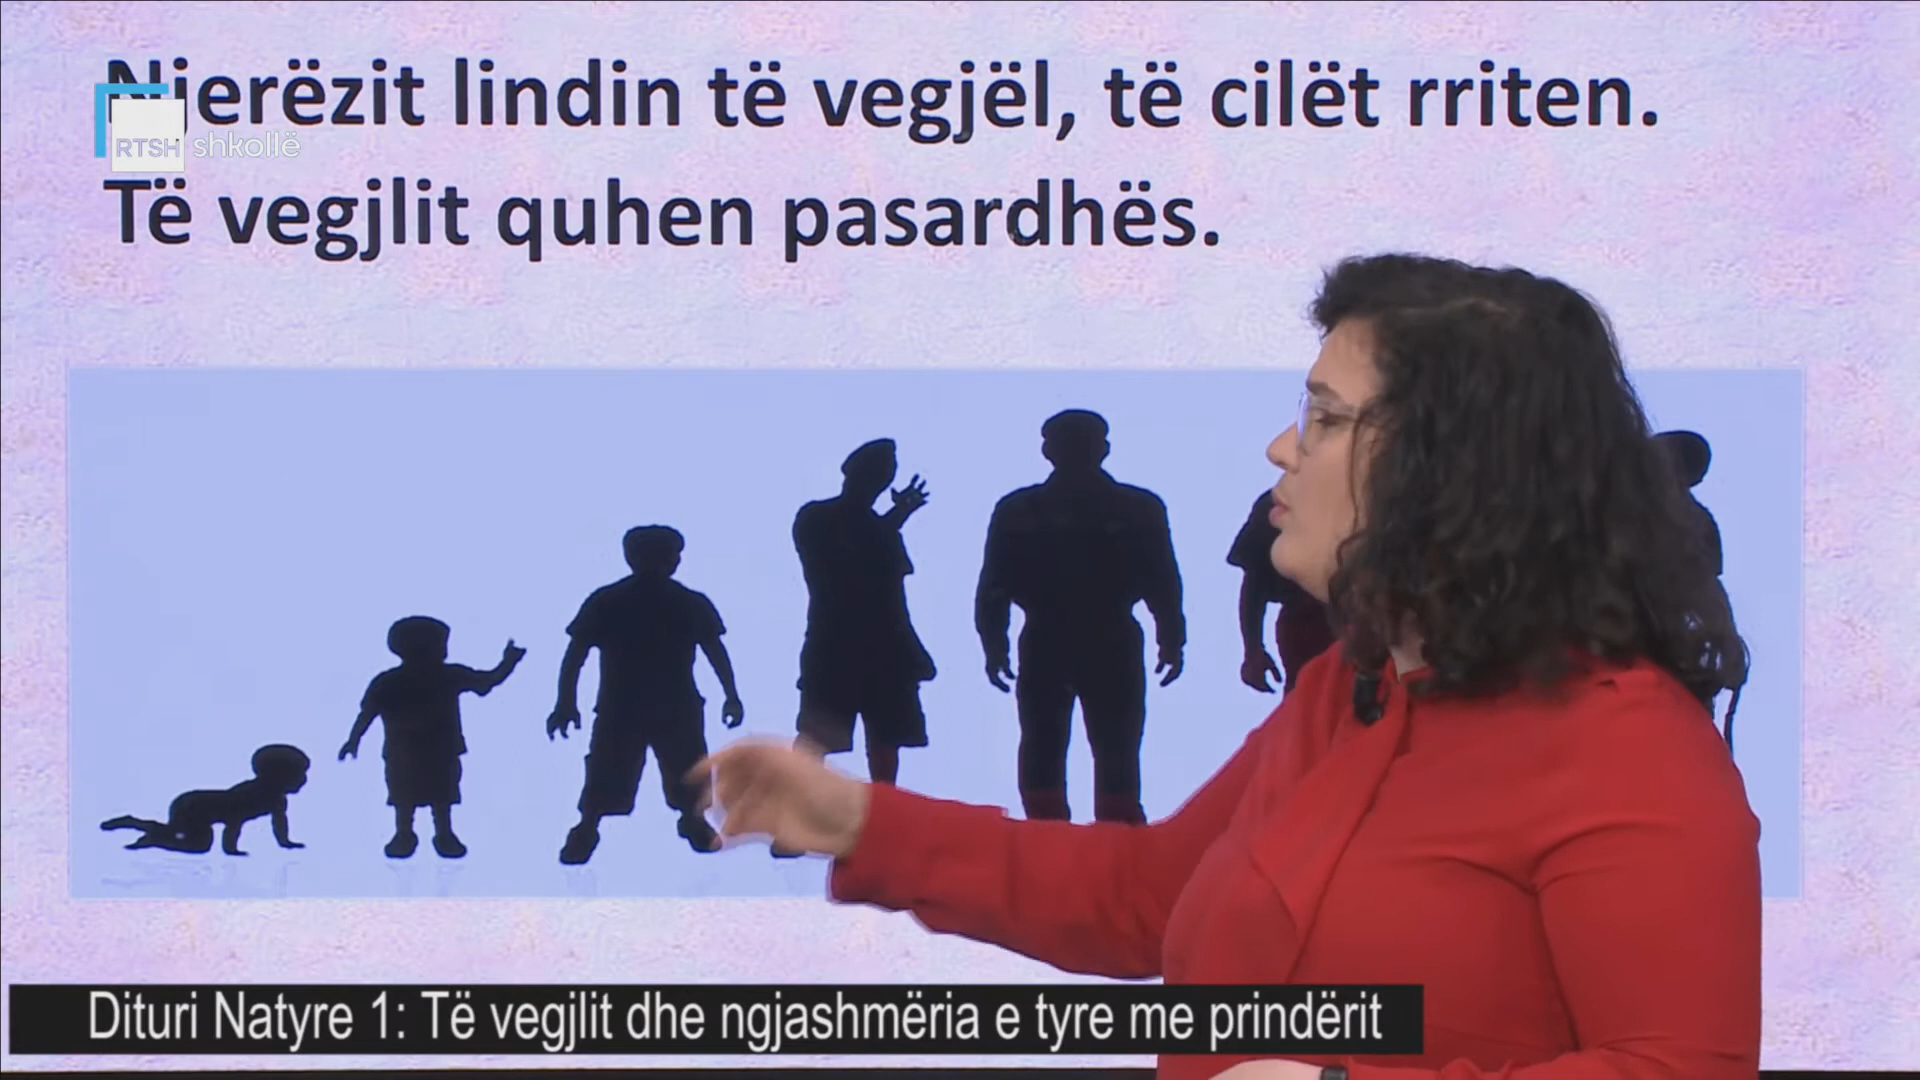 Njerëzit lindin të vegjël, të cilët rriten.
RTSH shkollë
Të vegjlit quhen pasardhës.
Dituri Natyre 1: Të vegjlit dhe ngjashmëria e tyre me prindërit